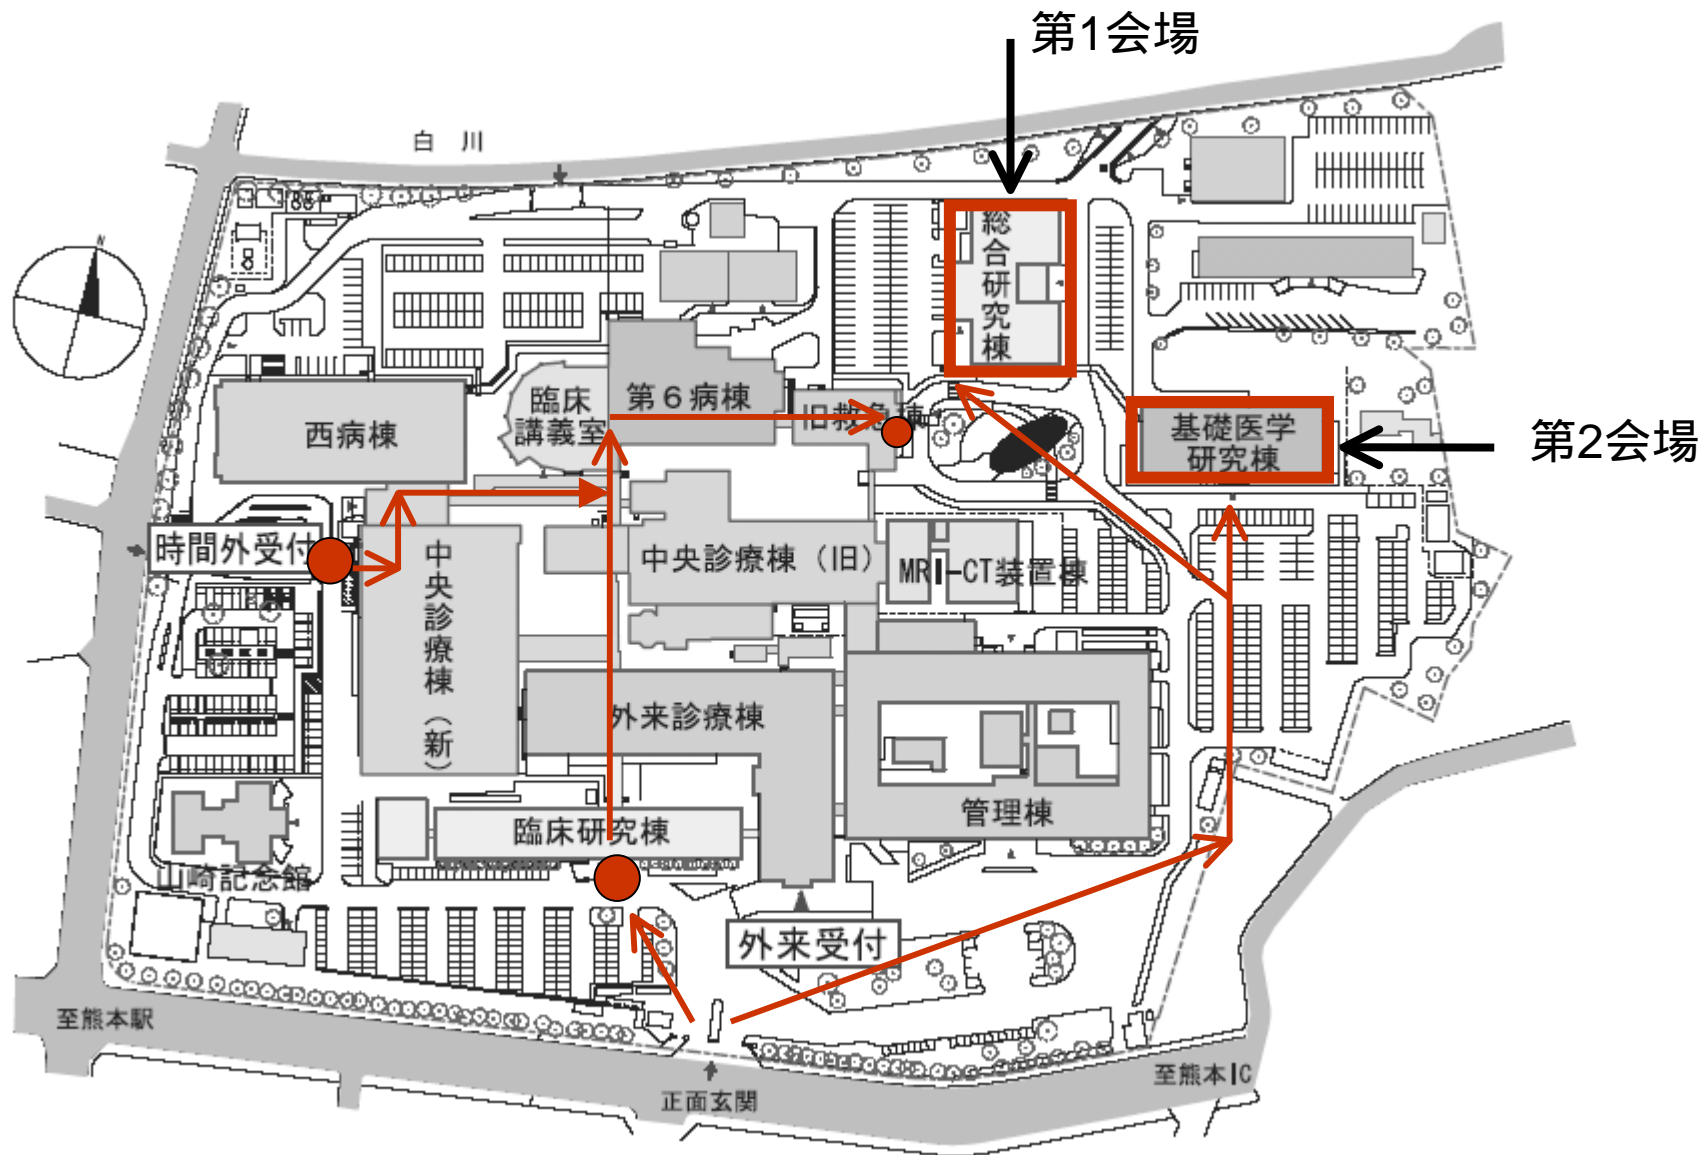 第1会場
白 川
N
総合研究棟
第６病棟
臨床
講義室
旧救急棟
西病棟
基礎医学
研究棟
第2会場
時間外受付
中央診療棟（新）
中央診療棟（旧）
MRI-CT装置棟
外来診療棟
管理棟
臨床研究棟
山崎記念館
外来受付
至熊本駅
至熊本IC
正面玄関